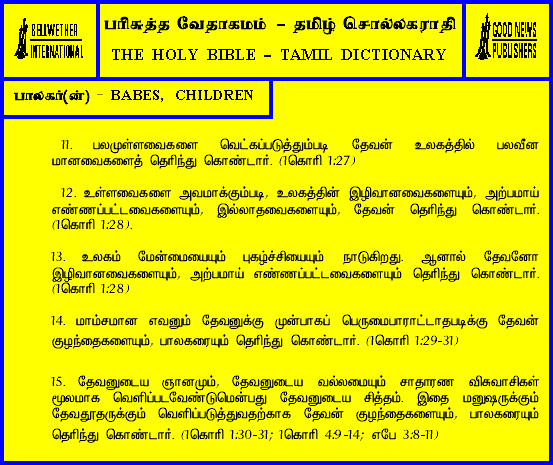 BELLWETHER
INTERNATIONAL
பரிசுத்த வேதாகமம் – தமிழ் சொல்லகராதி
THE HOLY BIBLE – TAMIL DICTIONARY
GOOD NEWS
PUBLISHERS
பாலகர்(ன்) – BABES, CHILDREN
11. பலமுள்ளவைகளை வெட்கப்படுத்தும்படி தேவன் உலகத்தில் பலவீன
மானவைகளைத் தெரிந்து கொண்டார். (1கொரி 1:27)
12. உள்ளவைகளை அவமாக்கும்படி, உலகத்தின் இழிவானவைகளையும், அற்பமாய்
எண்ணப்பட்டவைகளையும், இல்லாதவைகளையும், தேவன் தெரிந்து கொண்டார்.
(1கொரி 1:28).
13. உலகம் மேன்மையையும் புகழ்ச்சியையும் நாடுகிறது. ஆனால் தேவனோ
இழிவானவைகளையும், அற்பமாய் எண்ணப்பட்டவைகளையும் தெரிந்து கொண்டார்.
(1கொரி 1:28)
14. மாம்சமான எவனும் தேவனுக்கு முன்பாகப் பெருமைபாராட்டாதபடிக்கு தேவன்
குழந்தைகளையும், பாலகரையும் தெரிந்து கொண்டார். (1கொரி 1:29-31)
15. தேவனுடைய ஞானமும், தேவனுடைய வல்லமையும் சாதாரண விசுவாசிகள்
மூலமாக வெளிப்படவேண்டுமென்பது தேவனுடைய சித்தம். இதை மனுஷருக்கும்
தேவதூதருக்கும் வெளிப்படுத்துவதற்காக தேவன் குழந்தைகளையும், பாலகரையும்
தெரிந்து கொண்டார். (1கொரி 1:30-31; 1கொரி 4:9-14; எபே 3:8-11)